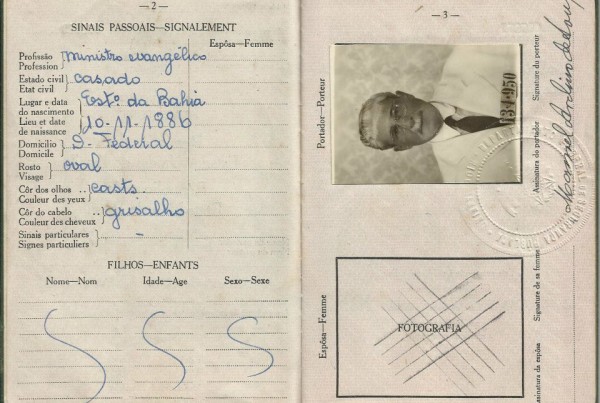 — 2 —
SINAIS PASSOAIS—SIGNALEMENT
Espôsa—Femme
Profissão
Profession
Ministro evangélico
Estado civil
Etat civil
Casado
Lugar e data
do nascimento
Lieu et date
de naissance
Estº da Bahia
10-11-1886
Domicilio
Domicile
D. Federal
Rosto
Visage
oval
Côr dos olhos
Couleur des yeux
casts.
Côr do cabelo
Couleur des cheveux
grisalho
Sinais particulares
Signes particuliers
-
FILHOS—ENFANTS
Nome—Nom
Idade—Age
Sexo—Sexe
— 3 —
Portador—Porteur
Assinatura do portador
Signature du porteur
Espôsa—Femme
FOTOGRAFIA
Assinatura da espôsa
Signature de sa femme